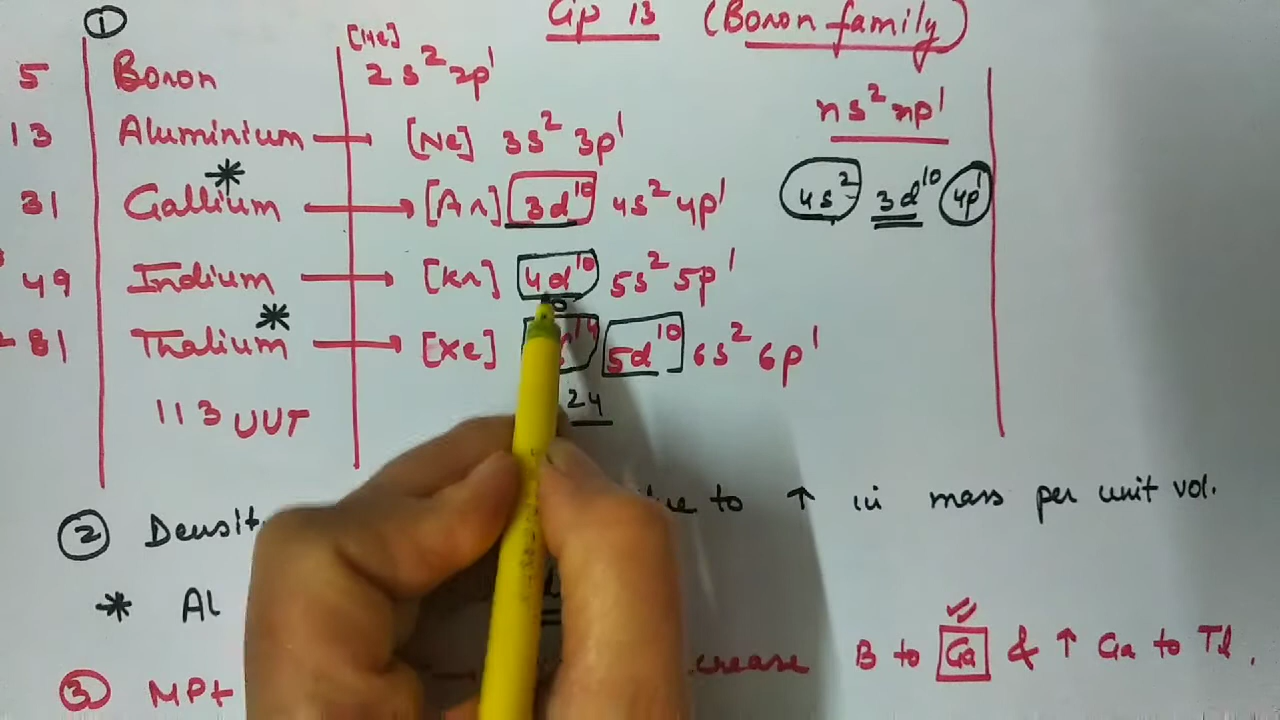 ① Gp 13 (Boron family)
5 Boron [He] 2s² 2p¹
ns² np¹
13 Aluminium → [Ne] 3s² 3p¹
*
31 Gallium → [Ar] 3d¹⁰ 4s² 4p¹ 4s² 3d¹⁰ 4p¹
49 Indium → [Kr] 4d¹⁰ 5s² 5p¹
*
81 Thalium → [Xe] 5d¹⁰ 6s² 6p¹
24
113 UUT
② Densit to ↑ in mass per unit vol.
* Al
③ MPt crease B to Ga & ↑ Ga to Tl.